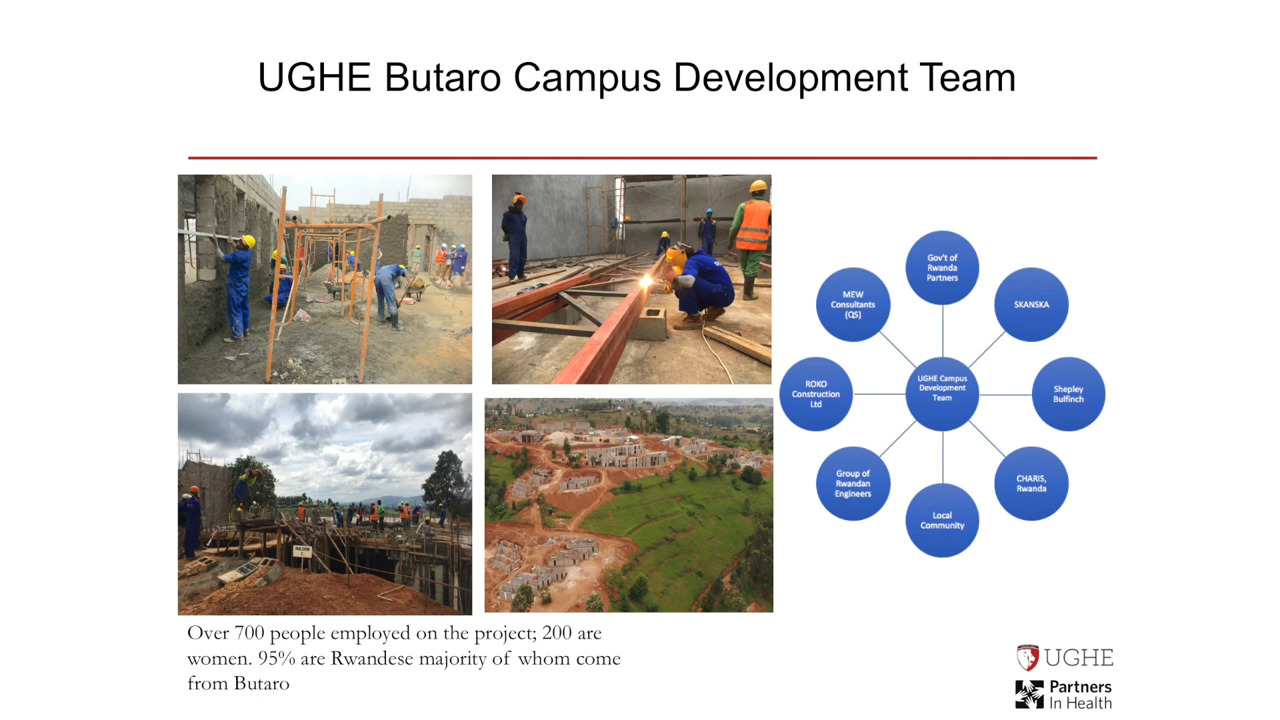 UGHE Butaro Campus Development Team
Gov't of
Rwanda
Partners
SKANSKA
Shepley
Bulfinch
CHARIS,
Rwanda
Local
Community
Group of
Rwandan
Engineers
ROKO
Construction
Ltd
MEW
Consultants
(QS)
UGHE Campus
Development
Team
Over 700 people employed on the project; 200 are
women. 95% are Rwandese majority of whom come
from Butaro
UGHE
Partners
In Health